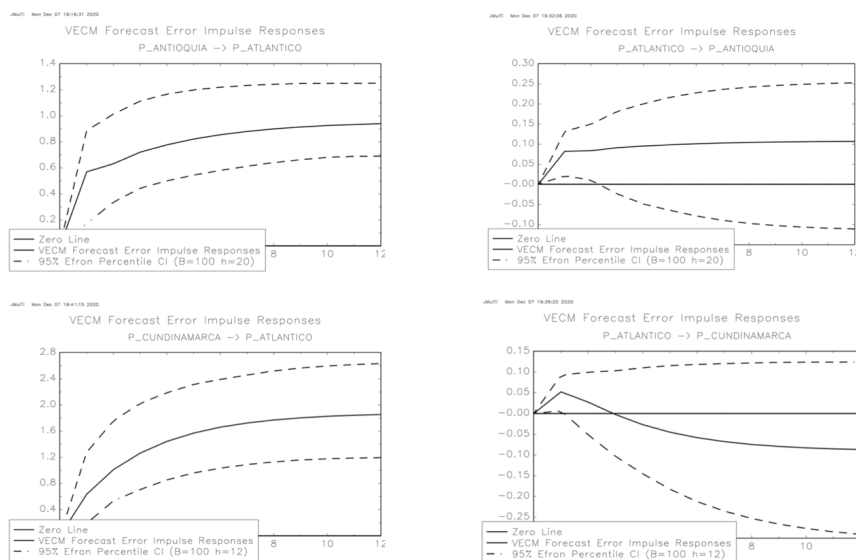 JMulTi Mon Dec 07 19:19:31 2020
VECM Forecast Error Impulse Responses
P_ANTIOQUIA -> P_ATLANTICO
1.4
1.2
1.0
0.8
0.6
0.4
0.2
8
10
12
Zero Line
VECM Forecast Error Impulse Responses
95% Efron Percentile CI (B=100 h=20)
JMulTi Mon Dec 07 19:32:06 2020
VECM Forecast Error Impulse Responses
P_ATLANTICO -> P_ANTIOQUIA
0.30
0.25
0.20
0.15
0.10
0.05
-0.00
-0.05
-0.10
8
10
12
Zero Line
VECM Forecast Error Impulse Responses
95% Efron Percentile CI (B=100 h=20)
JMulTi Mon Dec 07 19:41:15 2020
VECM Forecast Error Impulse Responses
P_CUNDINAMARCA -> P_ATLANTICO
2.8
2.4
2.0
1.6
1.2
0.8
0.4
8
10
12
Zero Line
VECM Forecast Error Impulse Responses
95% Efron Percentile CI (B=100 h=12)
JMulTi Mon Dec 07 19:39:20 2020
VECM Forecast Error Impulse Responses
P_ATLANTICO -> P_CUNDINAMARCA
0.15
0.10
0.05
-0.00
-0.05
-0.10
-0.15
-0.20
-0.25
8
10
12
Zero Line
VECM Forecast Error Impulse Responses
95% Efron Percentile CI (B=100 h=12)